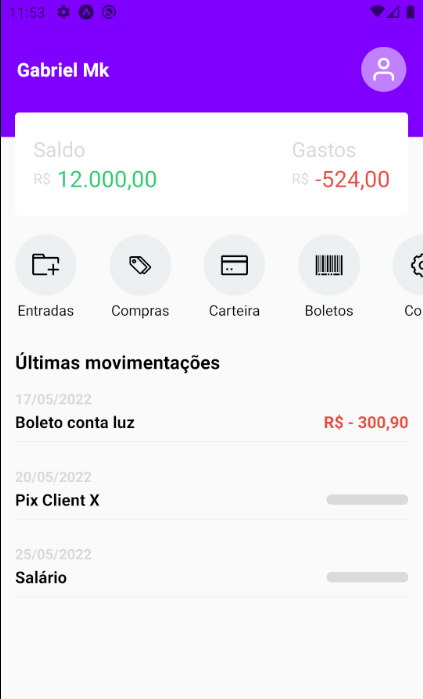 11:53
Gabriel Mk
Saldo
Gastos
R$ 12.000,00
R$ -524,00
Entradas
Compras
Carteira
Boletos
Co
Últimas movimentações
17/05/2022
Boleto conta luz
R$ - 300,90
20/05/2022
Pix Client X
25/05/2022
Salário